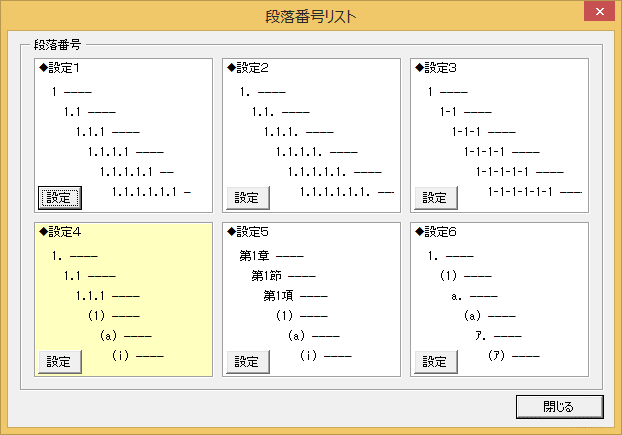 段落番号リスト
段落番号
◆設定1
1 ----
1.1 ----
1.1.1 ----
1.1.1.1 ----
1.1.1.1.1 --
1.1.1.1.1.1 -
設定
◆設定2
1. ----
1.1. ----
1.1.1. ----
1.1.1.1. ----
1.1.1.1.1. ----
1.1.1.1.1.1. ----
設定
◆設定3
1 ----
1-1 ----
1-1-1 ----
1-1-1-1 ----
1-1-1-1-1 ----
1-1-1-1-1-1 ----
設定
◆設定4
1. ----
1.1 ----
1.1.1 ----
(1) ----
(a) ----
(i) ----
設定
◆設定5
第1章 ----
第1節 ----
第1項 ----
(1) ----
(a) ----
(i) ----
設定
◆設定6
1. ----
(1) ----
a. ----
(a) ----
ア. ----
(ア) ----
設定
閉じる